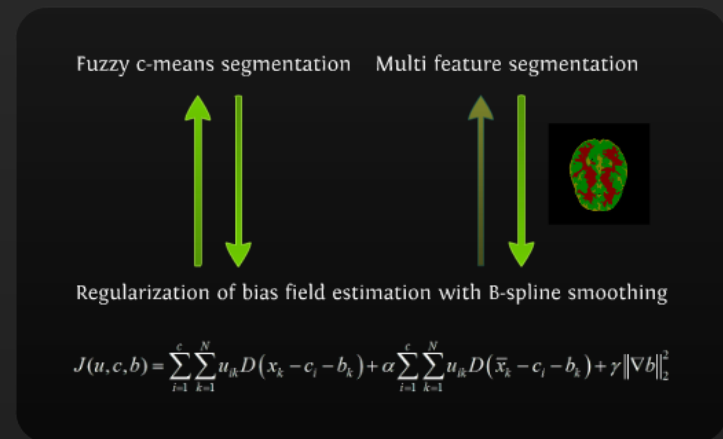 Fuzzy c-means segmentation Multi feature segmentation
Regularization of bias field estimation with B-spline smoothing
J(u,c,b) = ∑_{i=1}^{c} ∑_{k=1}^{N} u_{ik} D(x_k − c_i − b_k) + α ∑_{i=1}^{c} ∑_{k=1}^{N} u_{ik} D(x̄_k − c_i − b_k) + γ‖∇b‖_2^2